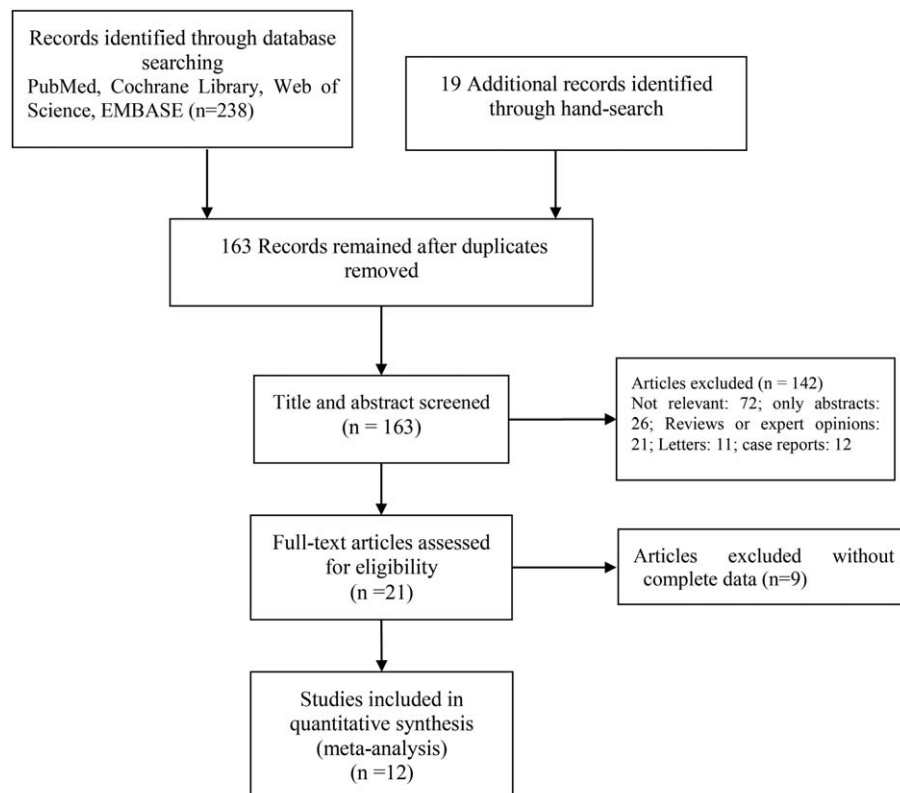 Records identified through database
searching
PubMed, Cochrane Library, Web of
Science, EMBASE (n=238)
19 Additional records identified
through hand-search
163 Records remained after duplicates
removed
Title and abstract screened
(n = 163)
Articles excluded (n = 142)
Not relevant: 72; only abstracts:
26; Reviews or expert opinions:
21; Letters: 11; case reports: 12
Full-text articles assessed
for eligibility
(n =21)
Articles excluded without
complete data (n=9)
Studies included in
quantitative synthesis
(meta-analysis)
(n =12)